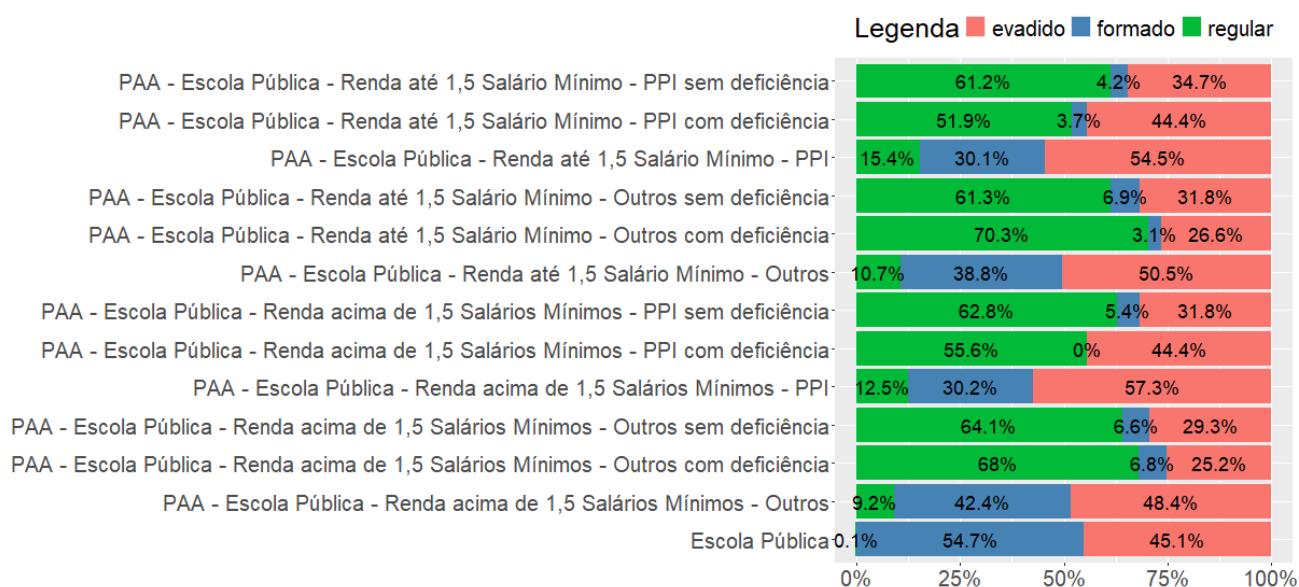 Legenda evadido formado regular
PAA - Escola Pública - Renda até 1,5 Salário Mínimo - PPI sem deficiência 61.2% 4.2% 34.7%
PAA - Escola Pública - Renda até 1,5 Salário Mínimo - PPI com deficiência 51.9% 3.7% 44.4%
PAA - Escola Pública - Renda até 1,5 Salário Mínimo - PPI 15.4% 30.1% 54.5%
PAA - Escola Pública - Renda até 1,5 Salário Mínimo - Outros sem deficiência 61.3% 6.9% 31.8%
PAA - Escola Pública - Renda até 1,5 Salário Mínimo - Outros com deficiência 70.3% 3.1% 26.6%
PAA - Escola Pública - Renda até 1,5 Salário Mínimo - Outros 10.7% 38.8% 50.5%
PAA - Escola Pública - Renda acima de 1,5 Salários Mínimos - PPI sem deficiência 62.8% 5.4% 31.8%
PAA - Escola Pública - Renda acima de 1,5 Salários Mínimos - PPI com deficiência 55.6% 0% 44.4%
PAA - Escola Pública - Renda acima de 1,5 Salários Mínimos - PPI 12.5% 30.2% 57.3%
PAA - Escola Pública - Renda acima de 1,5 Salários Mínimos - Outros sem deficiência 64.1% 6.6% 29.3%
PAA - Escola Pública - Renda acima de 1,5 Salários Mínimos - Outros com deficiência 68% 6.8% 25.2%
PAA - Escola Pública - Renda acima de 1,5 Salários Mínimos - Outros 9.2% 42.4% 48.4%
Escola Pública 0.1% 54.7% 45.1%
0% 25% 50% 75% 100%